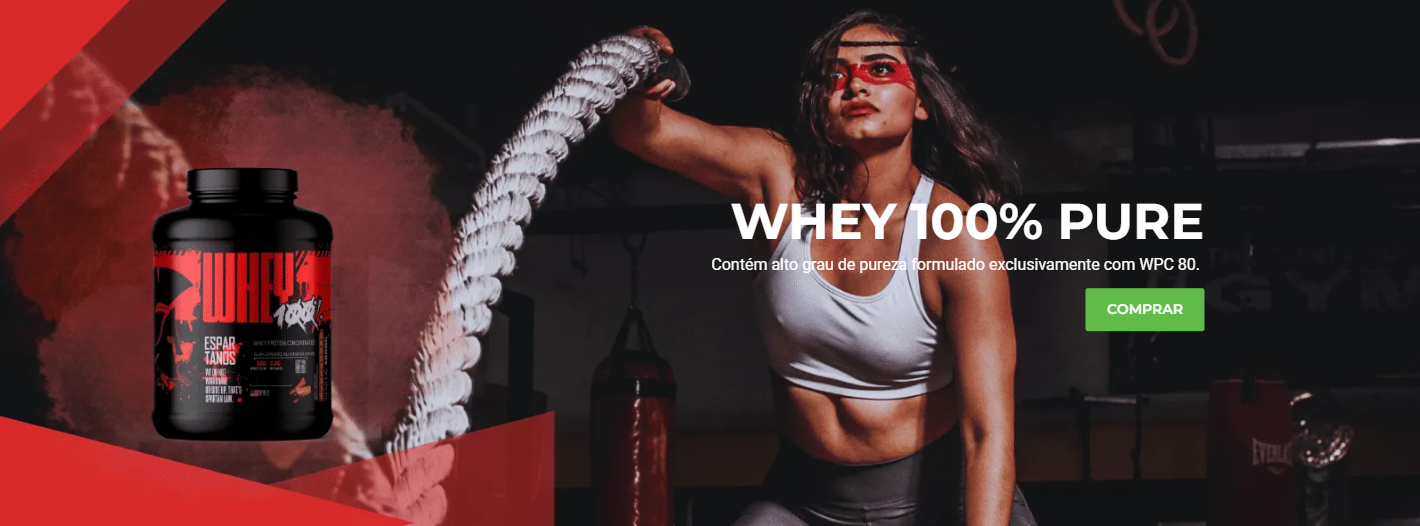 WHEY 100% PURE
Contém alto grau de pureza formulado exclusivamente com WPC 80.
COMPRAR
WHEY
100%
ESPAR
TANOS
WHEY PROTEIN CONCENTRATED
GYM
EVERLAST